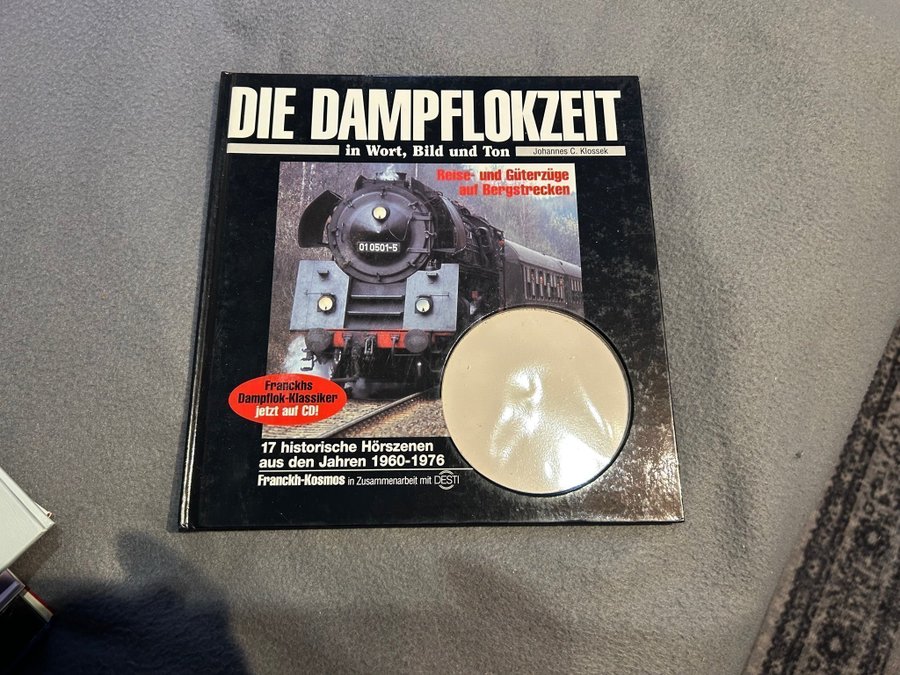 DIE DAMPFLOKZEIT
in Wort, Bild und Ton
Johannes C. Klossek
Reise- und Güterzüge
auf Bergstrecken
01 0501-5
Franckhs
Dampflok-Klassiker
jetzt auf CD!
17 historische Hörszenen
aus den Jahren 1960-1976
Franckh-Kosmos in Zusammenarbeit mit DESTI